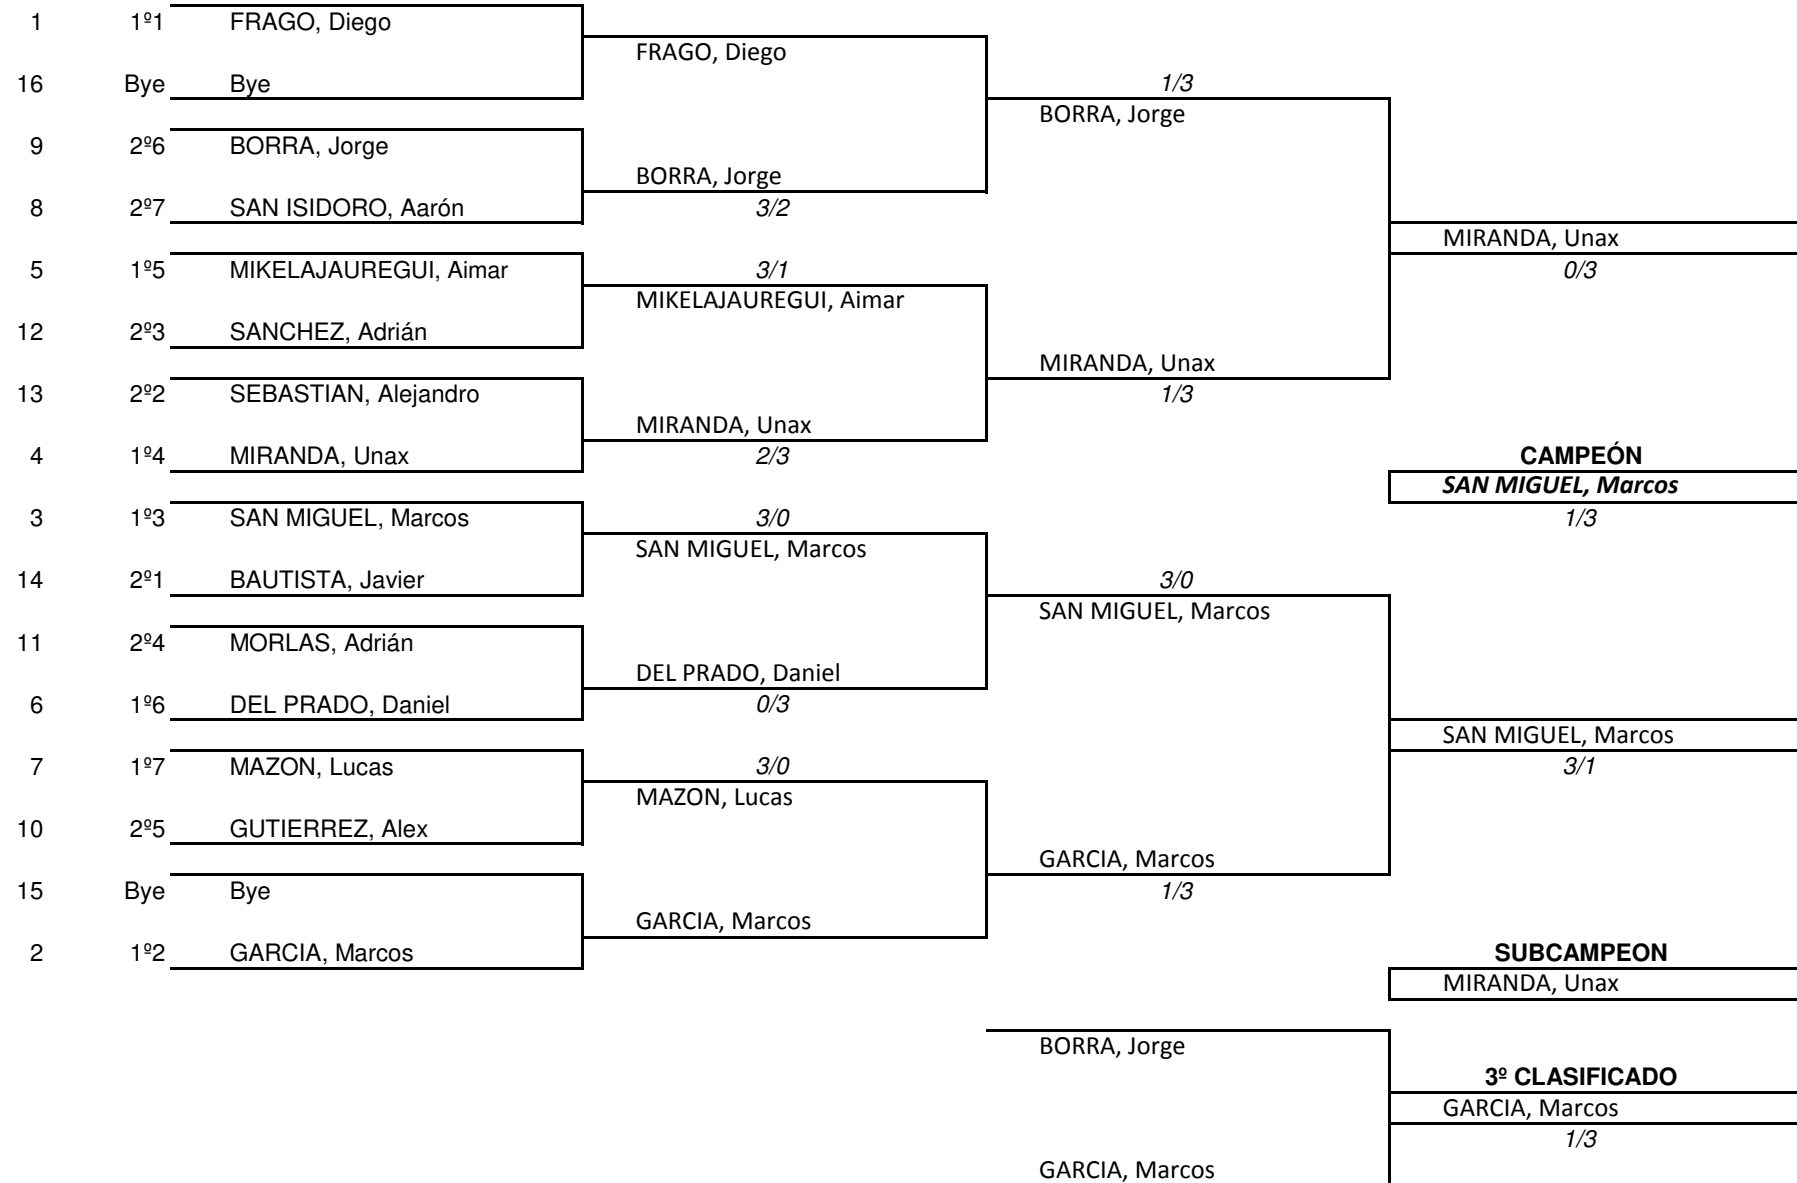 1 1º1 FRAGO, Diego
FRAGO, Diego
16 Bye Bye 1/3
BORRA, Jorge
9 2º6 BORRA, Jorge
BORRA, Jorge
8 2º7 SAN ISIDORO, Aarón 3/2
MIRANDA, Unax
5 1º5 MIKELAJAUREGUI, Aimar 3/1 0/3
MIKELAJAUREGUI, Aimar
12 2º3 SANCHEZ, Adrián
MIRANDA, Unax
13 2º2 SEBASTIAN, Alejandro 1/3
MIRANDA, Unax
4 1º4 MIRANDA, Unax 2/3 CAMPEÓN
SAN MIGUEL, Marcos
3 1º3 SAN MIGUEL, Marcos 3/0 1/3
SAN MIGUEL, Marcos
14 2º1 BAUTISTA, Javier 3/0
SAN MIGUEL, Marcos
11 2º4 MORLAS, Adrián
DEL PRADO, Daniel
6 1º6 DEL PRADO, Daniel 0/3
SAN MIGUEL, Marcos
7 1º7 MAZON, Lucas 3/0 3/1
MAZON, Lucas
10 2º5 GUTIERREZ, Alex
GARCIA, Marcos
15 Bye Bye 1/3
GARCIA, Marcos
2 1º2 GARCIA, Marcos SUBCAMPEON
MIRANDA, Unax
BORRA, Jorge
3º CLASIFICADO
GARCIA, Marcos
1/3
GARCIA, Marcos